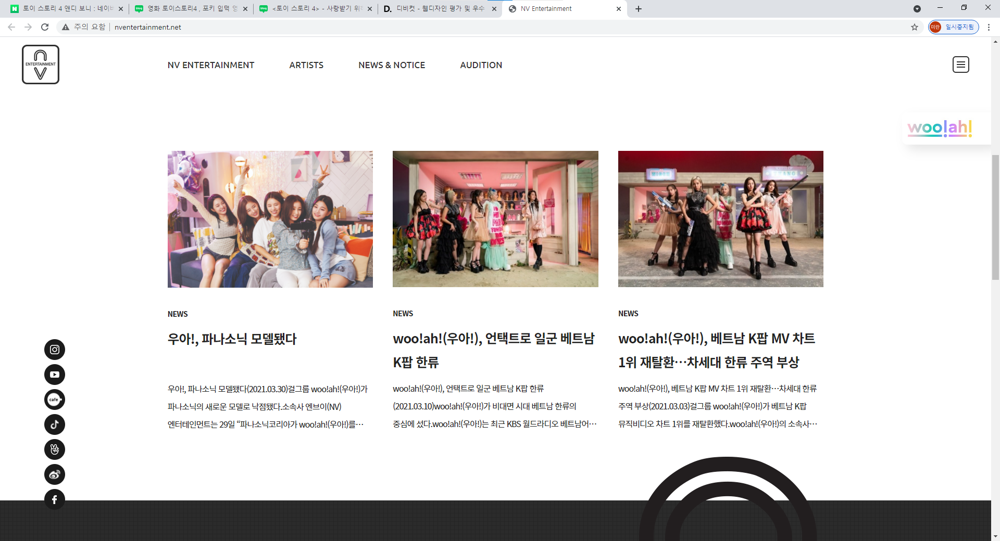 토이 스토리 4 앤디 보니 : 네이버
영화 토이스토리4 , 포키 입덕 영
<토이 스토리 4> - 사랑받기 위하
D. 디비컷 - 웹디자인 평가 및 우수
NV Entertainment
주의 요함 | nventertainment.net
미란 일시중지됨
ENTERTAINMENT
NV ENTERTAINMENT
ARTISTS
NEWS & NOTICE
AUDITION
woo!ah!
NEWS
우아!, 파나소닉 모델됐다
우아!, 파나소닉 모델됐다(2021.03.30)걸그룹 woo!ah!(우아!)가
파나소닉의 새로운 모델로 낙점됐다.소속사 엔브이(NV)
엔터테인먼트는 29일 “파나소닉코리아가 woo!ah!(우아!)를…
NEWS
woo!ah!(우아!), 언택트로 일군 베트남
K팝 한류
woo!ah!(우아!), 언택트로 일군 베트남 K팝 한류
(2021.03.10)woo!ah!(우아!)가 비대면 시대 베트남 한류의
중심에 섰다.woo!ah!(우아!)는 최근 KBS 월드라디오 베트남어…
NEWS
woo!ah!(우아!), 베트남 K팝 MV 차트
1위 재탈환…차세대 한류 주역 부상
woo!ah!(우아!), 베트남 K팝 MV 차트 1위 재탈환…차세대 한류
주역 부상(2021.03.03)걸그룹 woo!ah!(우아!)가 베트남 K팝
뮤직비디오 차트 1위를 재탈환했다.woo!ah!(우아!)의 소속사…
cafe